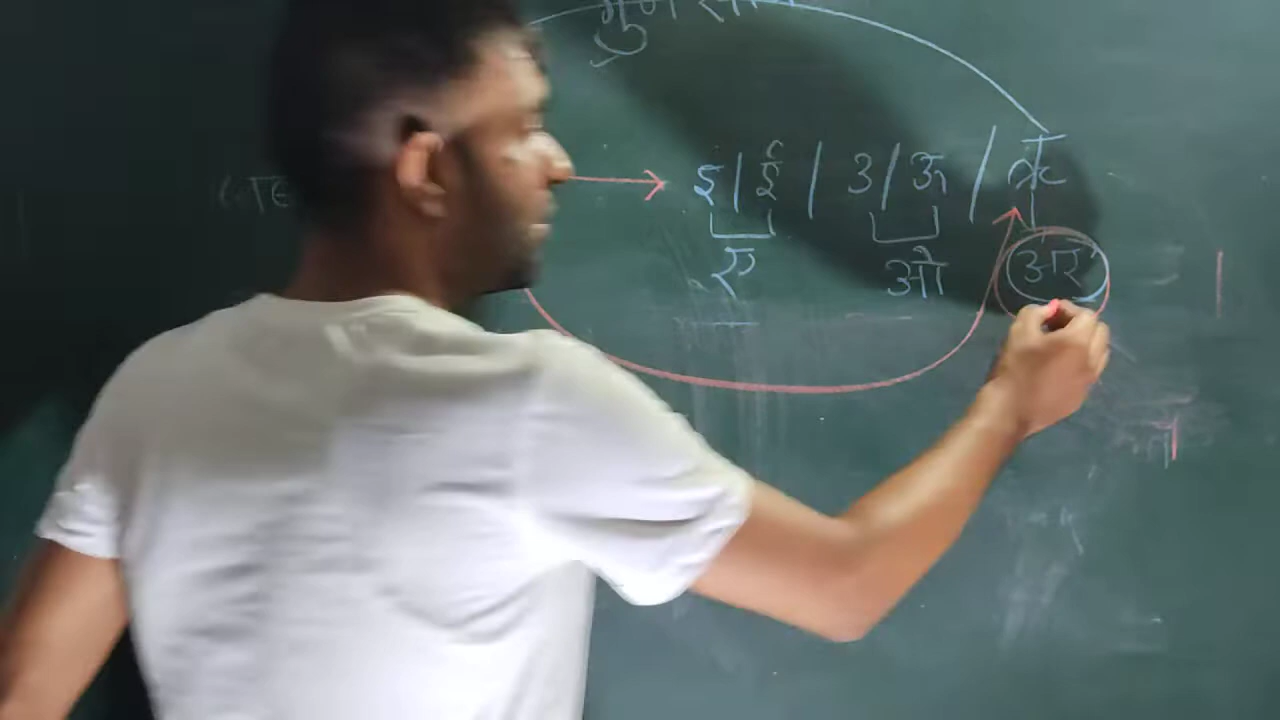 गुण
इ / ई / उ / ऊ / ऋ
ए ओ अर्